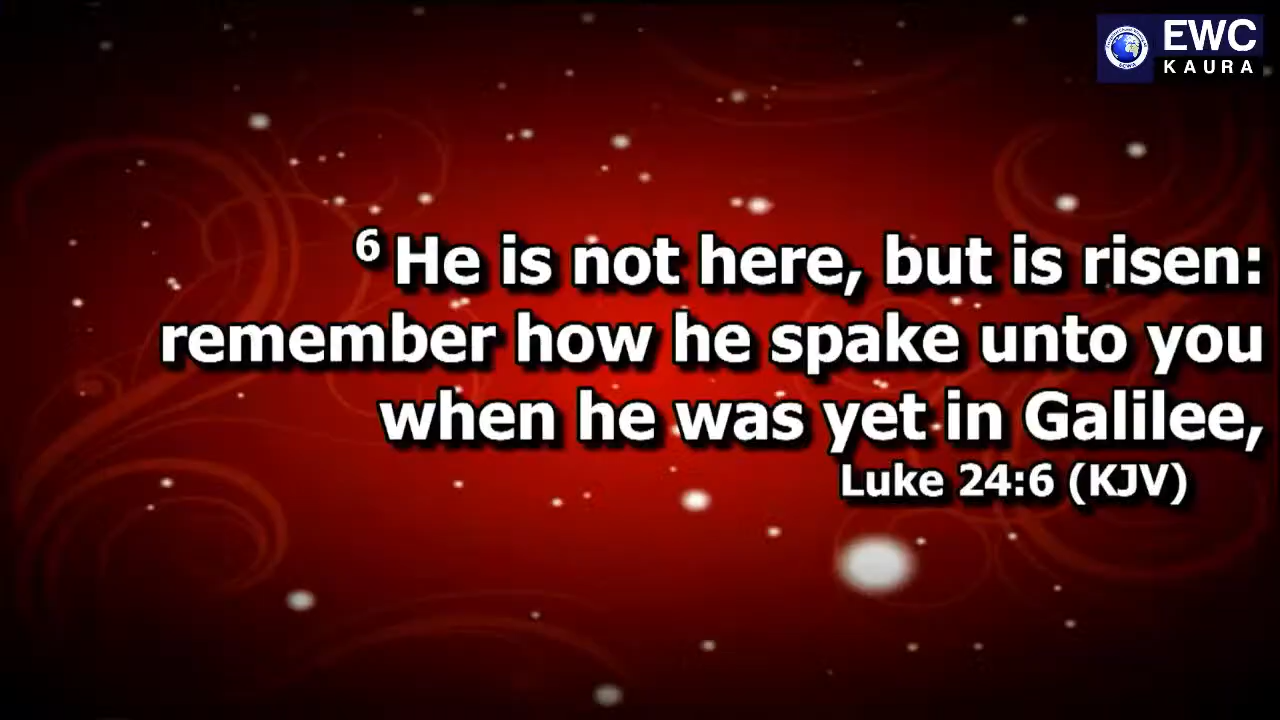 EWC
KAURA
6 He is not here, but is risen:
remember how he spake unto you
when he was yet in Galilee,
Luke 24:6 (KJV)